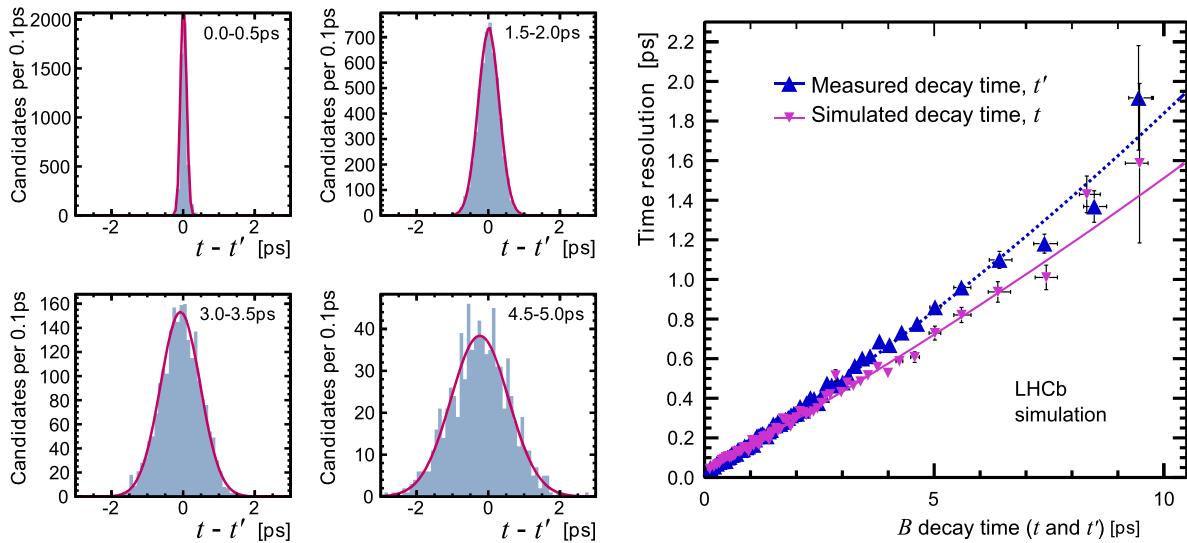 Candidates per 0.1ps
2000
1500
1000
500
0
0.0-0.5ps
-2 0 2
t - t′ [ps]
Candidates per 0.1ps
700
600
500
400
300
200
100
0
1.5-2.0ps
-2 0 2
t - t′ [ps]
Candidates per 0.1ps
160
140
120
100
80
60
40
20
0
3.0-3.5ps
-2 0 2
t - t′ [ps]
Candidates per 0.1ps
40
30
20
10
0
4.5-5.0ps
-2 0 2
t - t′ [ps]
Time resolution [ps]
2.2
2.0
1.8
1.6
1.4
1.2
1.0
0.8
0.6
0.4
0.2
0.0
Measured decay time, t′
Simulated decay time, t
LHCb
simulation
0 5 10
B decay time (t and t′) [ps]